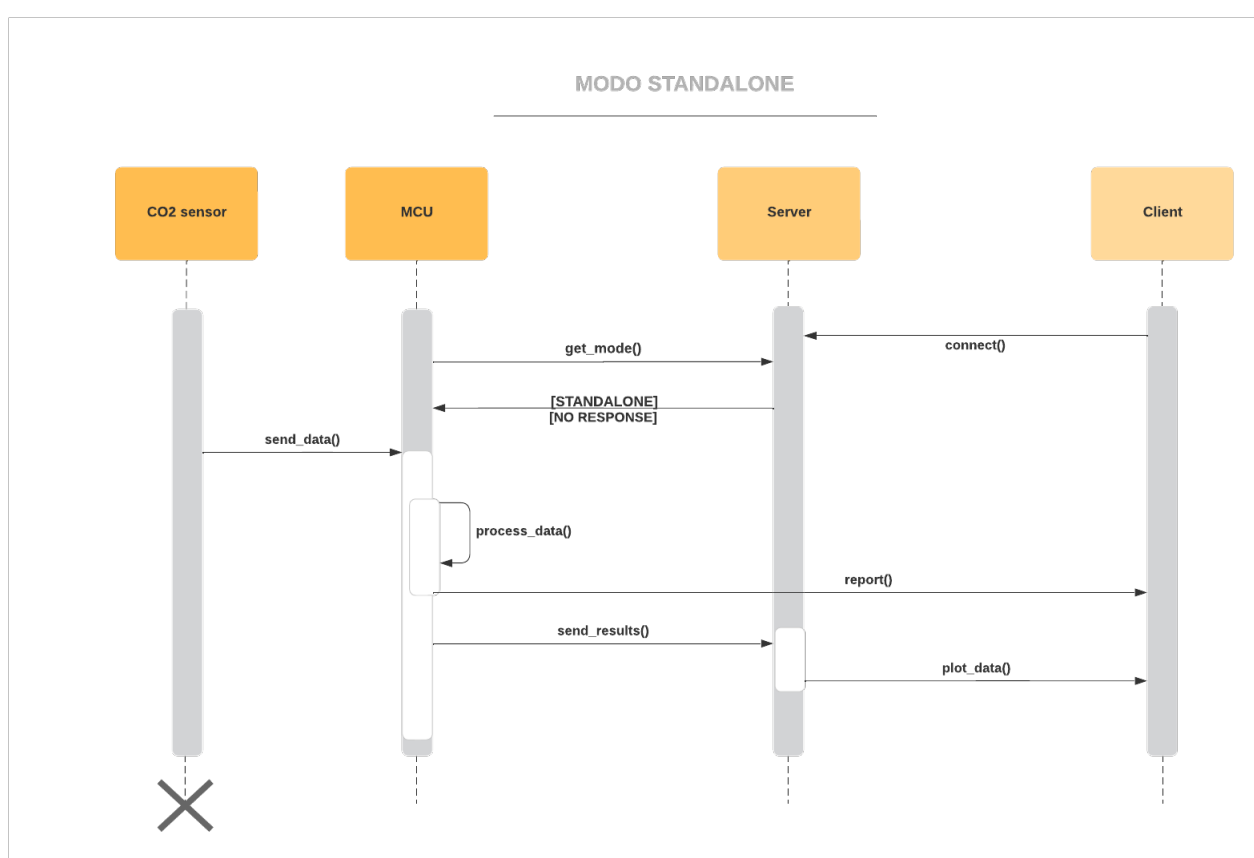 MODO STANDALONE
CO2 sensor
MCU
Server
Client
connect()
get_mode()
[STANDALONE]
[NO RESPONSE]
send_data()
process_data()
report()
send_results()
plot_data()